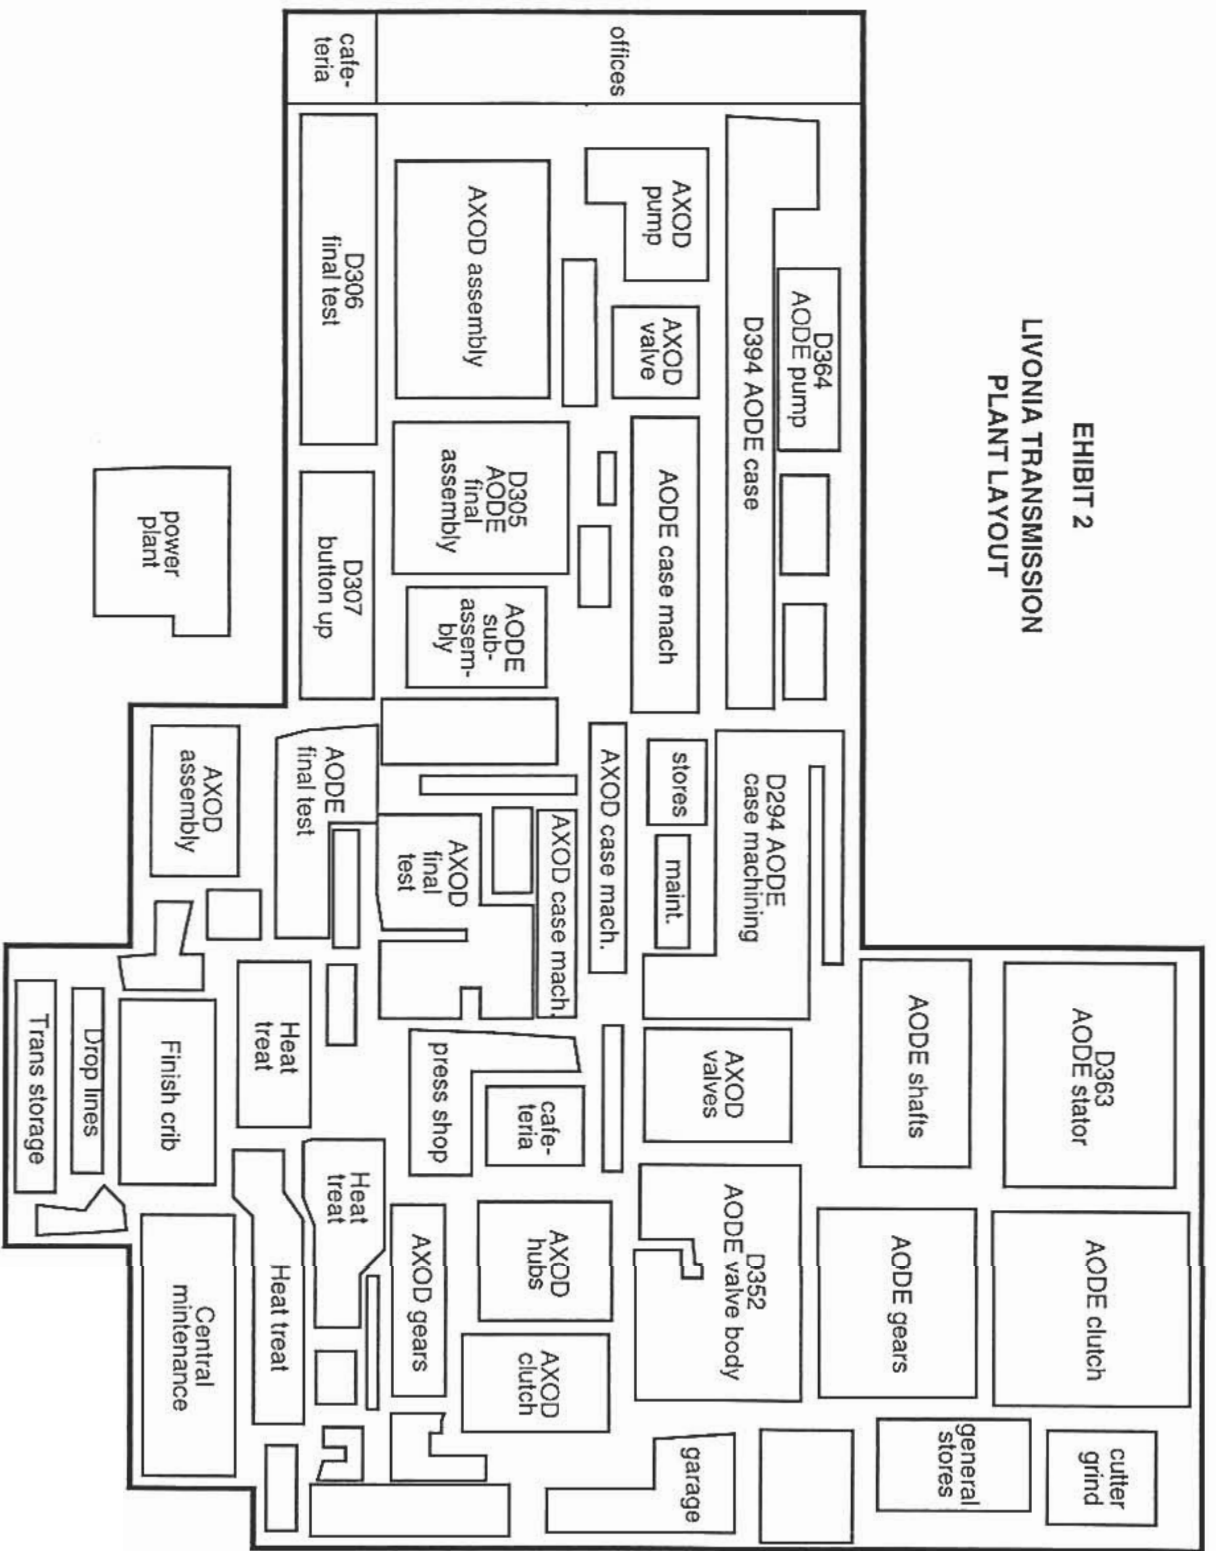 EHIBIT 2
LIVONIA TRANSMISSION
PLANT LAYOUT
offices
cafe-
teria
D364
AODE pump
D394 AODE case
AXOD
pump
AXOD
valve
AODE case mach
AXOD assembly
D306
final test
D305
AODE
final
assembly
D307
button up
AODE
sub-
assem-
bly
power
plant
D294 AODE
case machining
stores
maint.
AXOD case mach.
AXOD case mach.
AXOD
final
test
AODE
final test
AXOD
assembly
D363
AODE stator
AODE shafts
AXOD
valves
cafe-
teria
press shop
Heat
treat
Finish crib
Drop lines
Trans storage
AODE clutch
AODE gears
D352
AODE valve body
AXOD
hubs
AXOD gears
Heat
treat
Heat treat
Central
mintenance
AXOD
clutch
cutter
grind
general
stores
garage